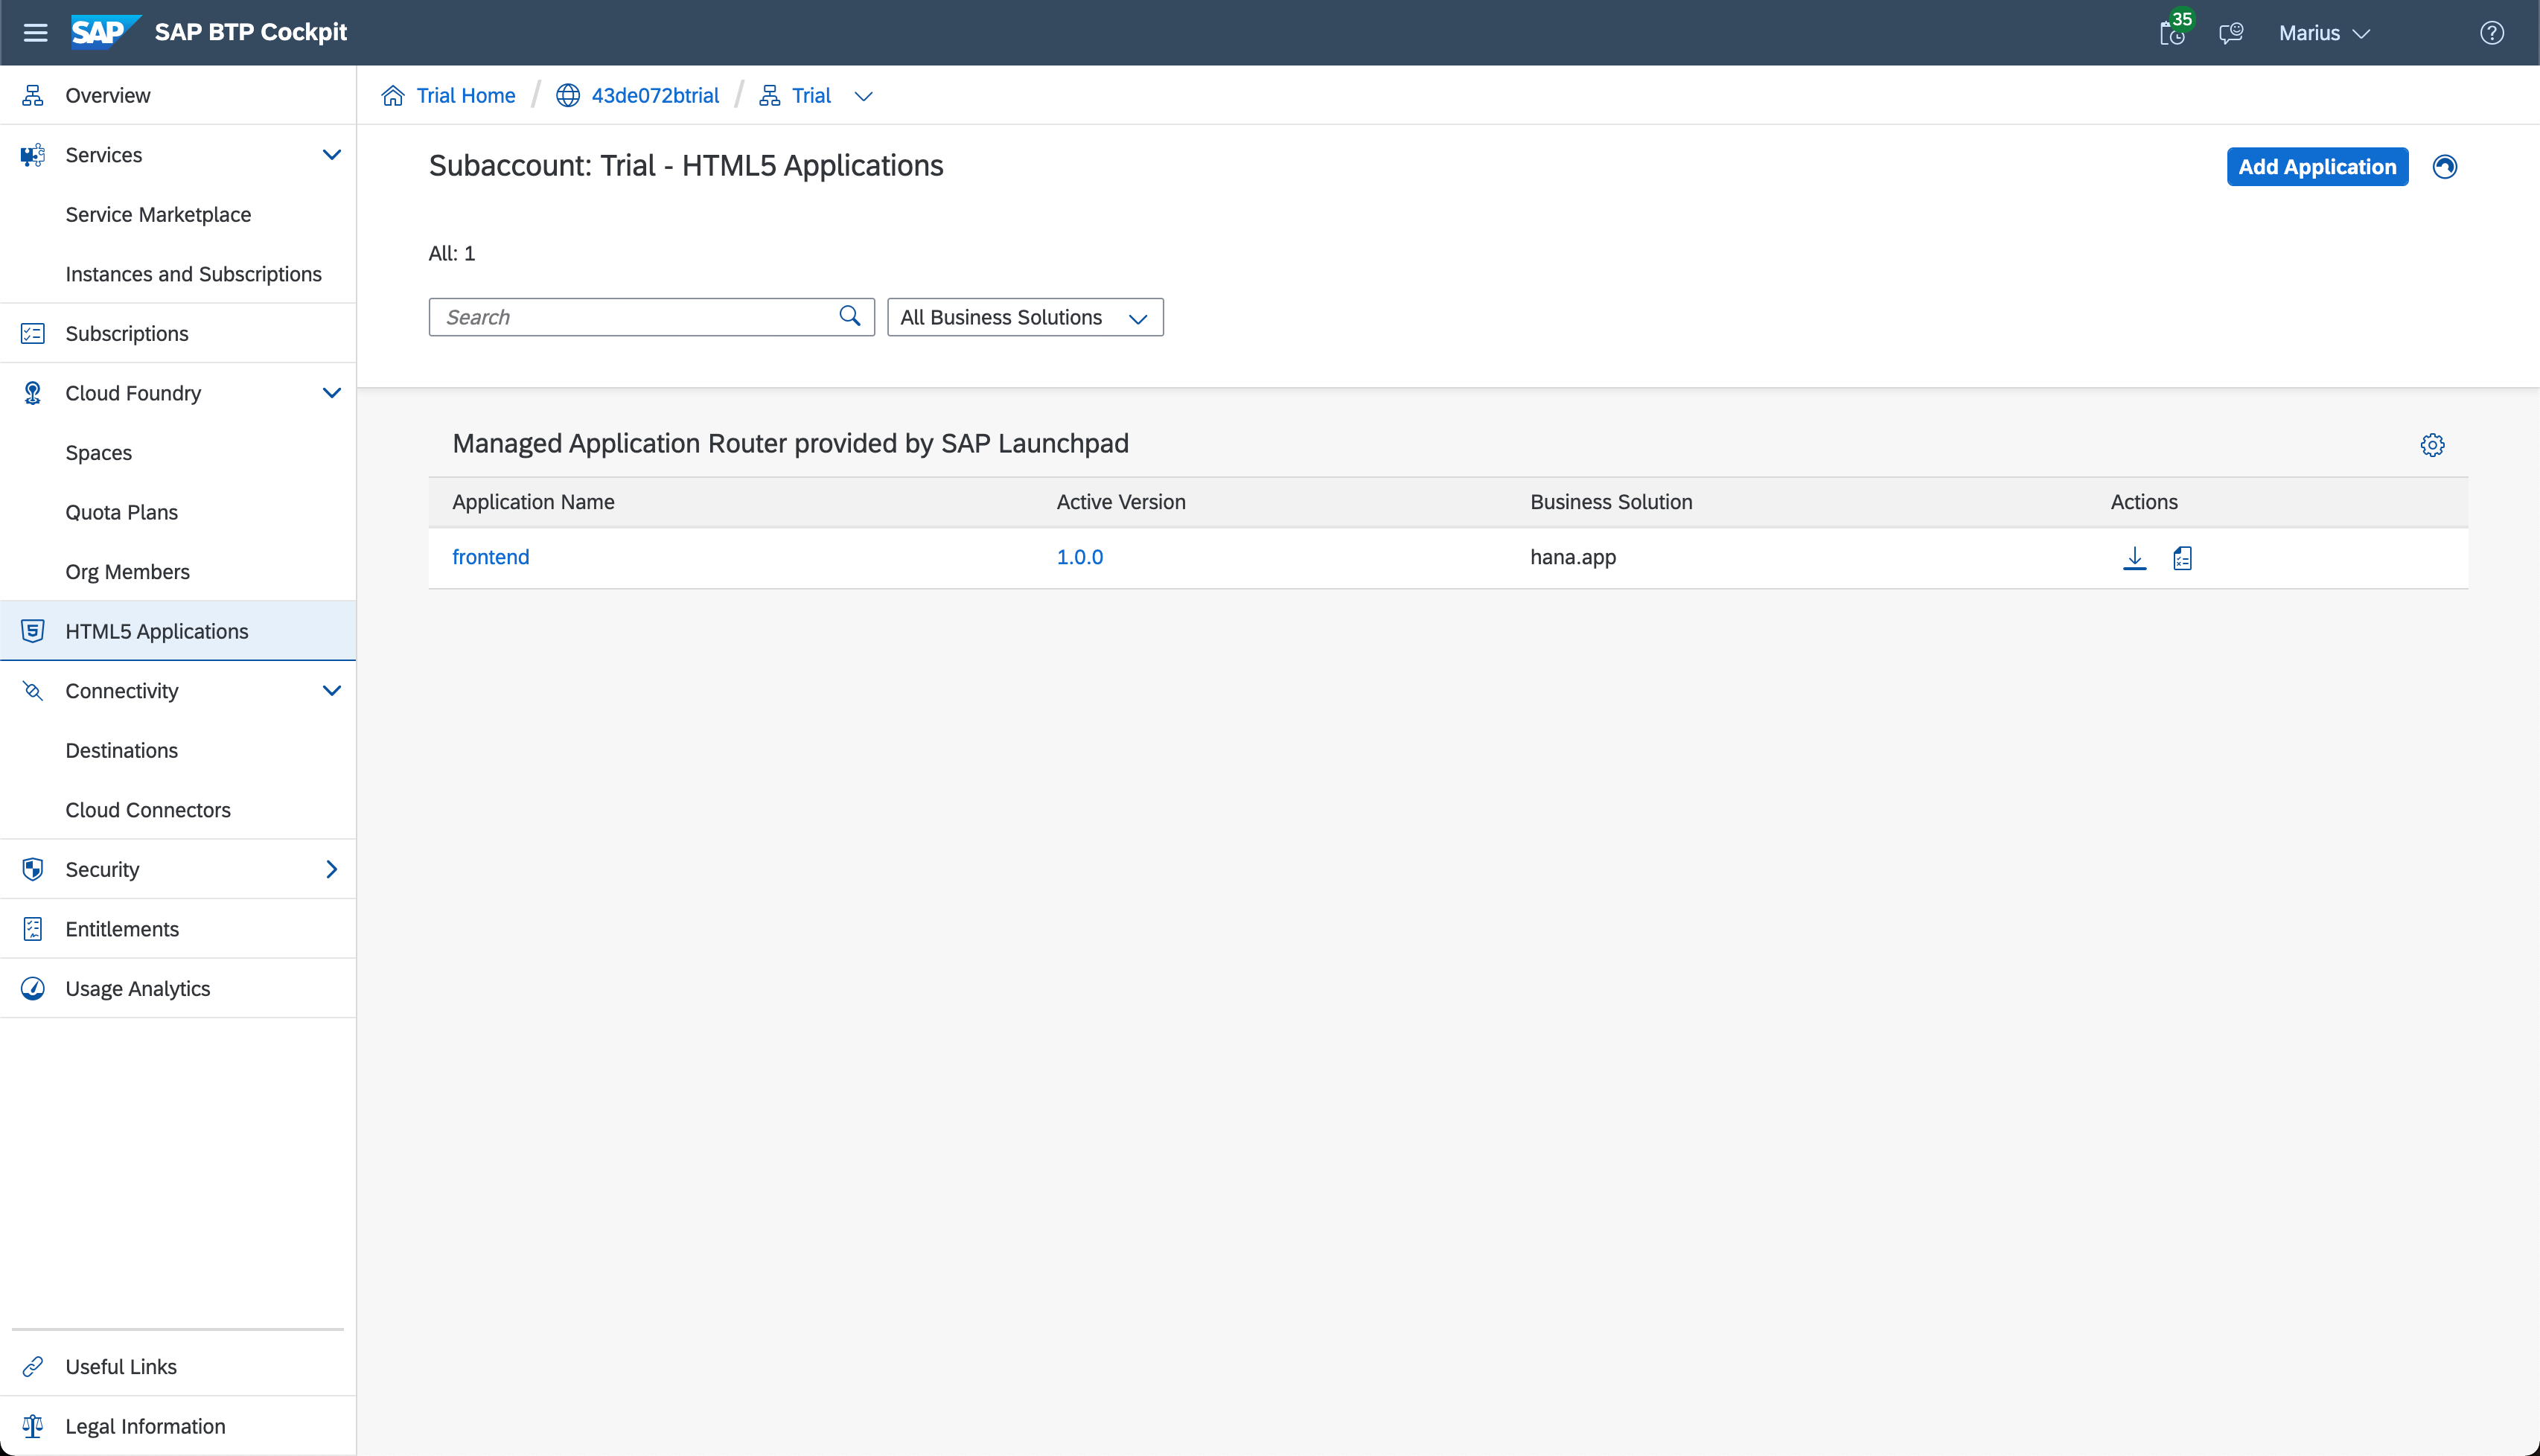 SAP SAP BTP Cockpit 35 Marius ?
Overview
Services
Service Marketplace
Instances and Subscriptions
Subscriptions
Cloud Foundry
Spaces
Quota Plans
Org Members
5 HTML5 Applications
Connectivity
Destinations
Cloud Connectors
Security
Entitlements
Usage Analytics
Useful Links
Legal Information
Trial Home / 43de072btrial / Trial
Subaccount: Trial - HTML5 Applications
Add Application
All: 1
Search
All Business Solutions
Managed Application Router provided by SAP Launchpad
Application Name Active Version Business Solution Actions
frontend 1.0.0 hana.app